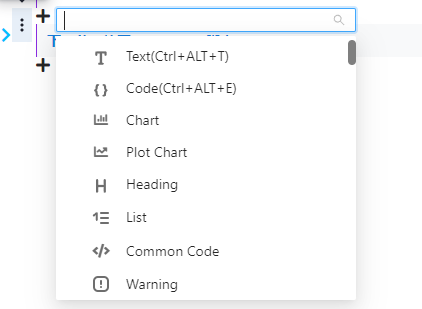 Text(Ctrl+ALT+T)
Code(Ctrl+ALT+E)
Chart
Plot Chart
Heading
List
Common Code
Warning